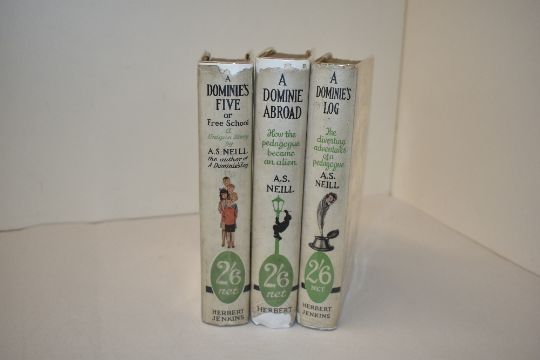 A
DOMINIE'S
FIVE
or
Free School
A
Unique Story
by
A.S. NEILL.
the author of
A Dominie's Log
2/6
net
HERBERT
JENKINS
A
DOMINIE
ABROAD
How the
pedagogue
became
an alien
A.S.
NEILL
2/6
net
HERBERT
A
DOMINIE'S
LOG
The
diverting
adventures
of a
pedagogue
A.S.
NEILL
2/6
NET
HERBERT
JENKINS